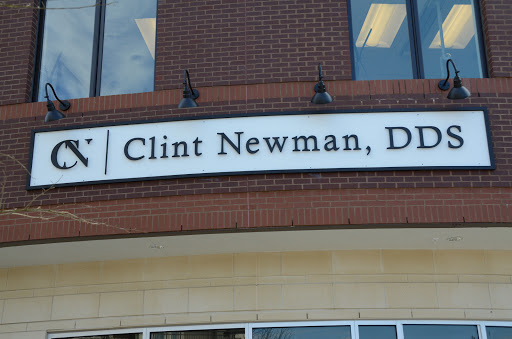 CN | Clint Newman, DDS